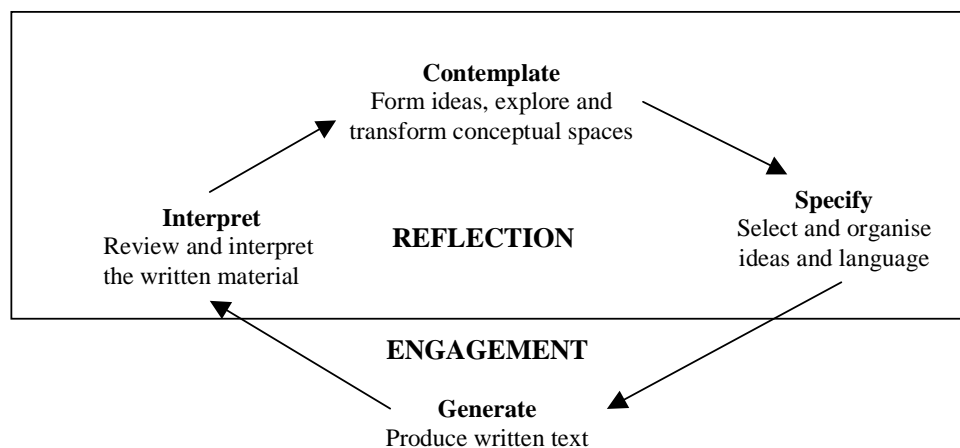 Contemplate
Form ideas, explore and
transform conceptual spaces
Interpret
Review and interpret
the written material
REFLECTION
Specify
Select and organise
ideas and language
ENGAGEMENT
Generate
Produce written text